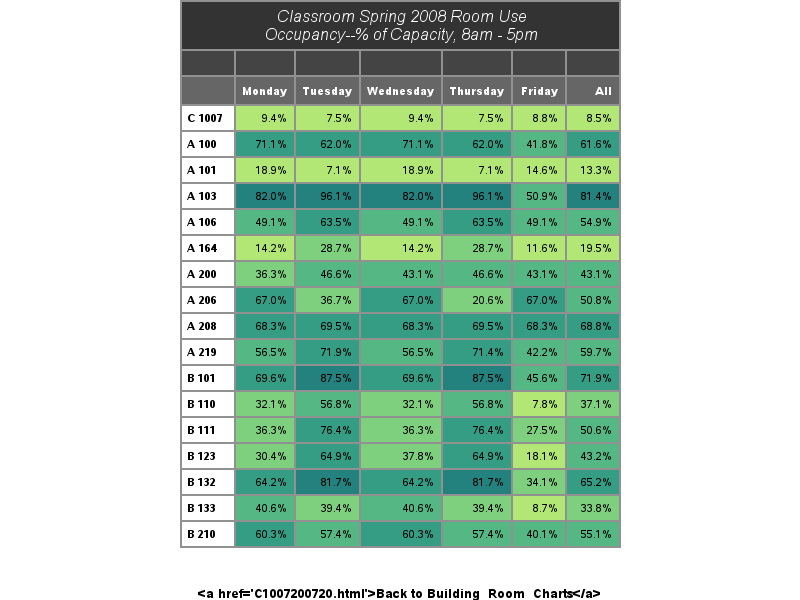 Classroom Spring 2008 Room Use
Occupancy--% of Capacity, 8am - 5pm
Monday Tuesday Wednesday Thursday Friday All
C 1007 9.4% 7.5% 9.4% 7.5% 8.8% 8.5%
A 100 71.1% 62.0% 71.1% 62.0% 41.8% 61.6%
A 101 18.9% 7.1% 18.9% 7.1% 14.6% 13.3%
A 103 82.0% 96.1% 82.0% 96.1% 50.9% 81.4%
A 106 49.1% 63.5% 49.1% 63.5% 49.1% 54.9%
A 164 14.2% 28.7% 14.2% 28.7% 11.6% 19.5%
A 200 36.3% 46.6% 43.1% 46.6% 43.1% 43.1%
A 206 67.0% 36.7% 67.0% 20.6% 67.0% 50.8%
A 208 68.3% 69.5% 68.3% 69.5% 68.3% 68.8%
A 219 56.5% 71.9% 56.5% 71.4% 42.2% 59.7%
B 101 69.6% 87.5% 69.6% 87.5% 45.6% 71.9%
B 110 32.1% 56.8% 32.1% 56.8% 7.8% 37.1%
B 111 36.3% 76.4% 36.3% 76.4% 27.5% 50.6%
B 123 30.4% 64.9% 37.8% 64.9% 18.1% 43.2%
B 132 64.2% 81.7% 64.2% 81.7% 34.1% 65.2%
B 133 40.6% 39.4% 40.6% 39.4% 8.7% 33.8%
B 210 60.3% 57.4% 60.3% 57.4% 40.1% 55.1%
<a href='C1007200720.html'>Back to Building  Room  Charts</a>